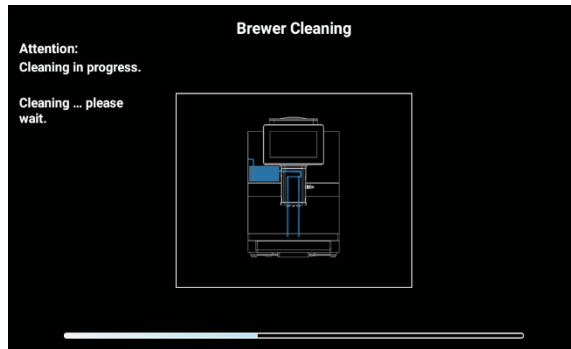 Brewer Cleaning
Attention:
Cleaning in progress.
Cleaning ... please
wait.